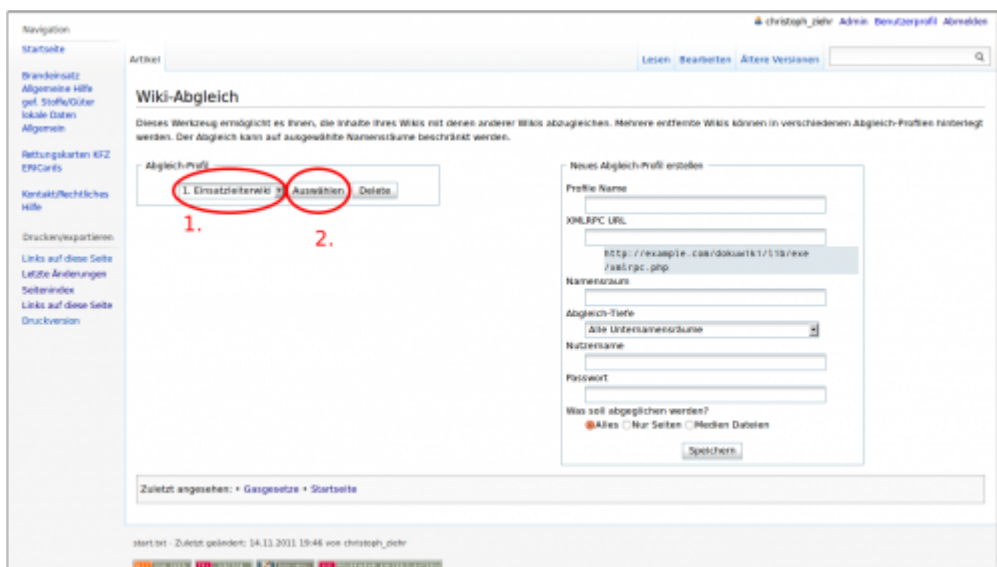 Navigation
christoph_ziehr Admin Benutzerprofil Abmelden
Startseite
Artikel
Lesen Bearbeiten Ältere Versionen
Brandeinsatz
Allgemeine Hilfe
gef. Stoffe/Güter
lokale Daten
Allgemein
Rettungskarten KFZ
ERICards
Kontakt/Rechtliches
Hilfe
Drucken/exportieren
Links auf diese Seite
Letzte Änderungen
Seitenindex
Links auf diese Seite
Druckversion
Wiki-Abgleich
Dieses Werkzeug ermöglicht es Ihnen, die Inhalte Ihres Wikis mit denen anderer Wikis abzugleichen. Mehrere entfernte Wikis können in verschiedenen Abgleich-Profilen hinterlegt
werden. Der Abgleich kann auf ausgewählte Namensräume beschränkt werden.
Abgleich-Profil
1. Einsatzleiterwiki Auswählen Delete
1.
2.
Neues Abgleich-Profil erstellen
Profile Name
XMLRPC URL
http://example.com/dokuwiki/lib/exe
/xmlrpc.php
Namensraum
Abgleich-Tiefe
Alle Unternamensräume
Nutzername
Passwort
Was soll abgeglichen werden?
Alles Nur Seiten Medien Dateien
Speichern
Zuletzt angesehen: • Gasgesetze • Startseite
start.txt · Zuletzt geändert: 14.11.2011 19:46 von christoph_ziehr